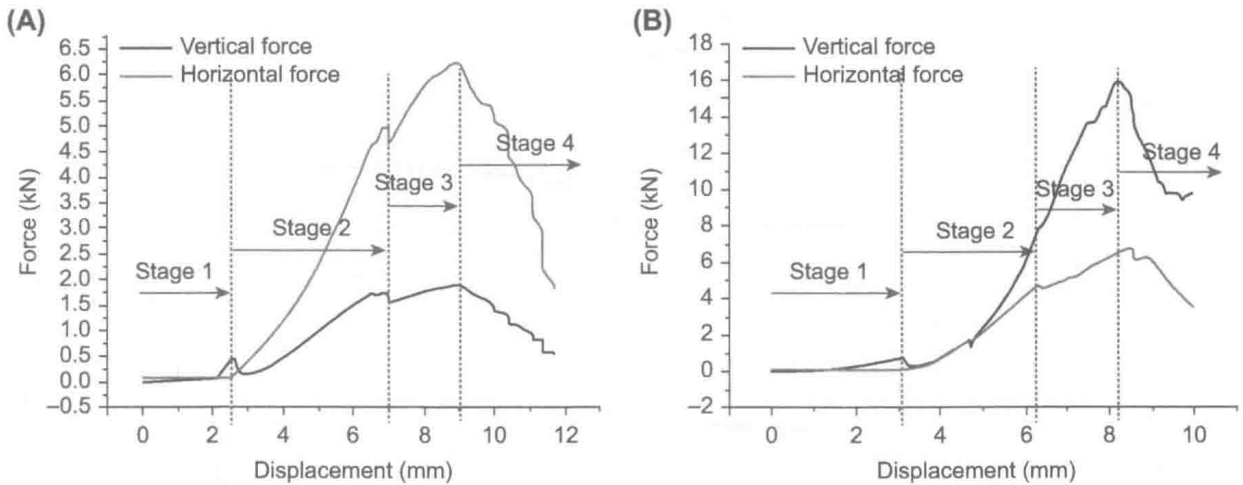 (A)
Vertical force
Horizontal force
6.5
6.0
5.5
5.0
4.5
4.0
3.5
3.0
2.5
2.0
1.5
1.0
0.5
0.0
–0.5
Force (kN)
Stage 1
Stage 2
Stage 3
Stage 4
0 2 4 6 8 10 12
Displacement (mm)
(B)
Vertical force
Horizontal force
18
16
14
12
10
8
6
4
2
0
–2
Force (kN)
Stage 1
Stage 2
Stage 3
Stage 4
0 2 4 6 8 10
Displacement (mm)